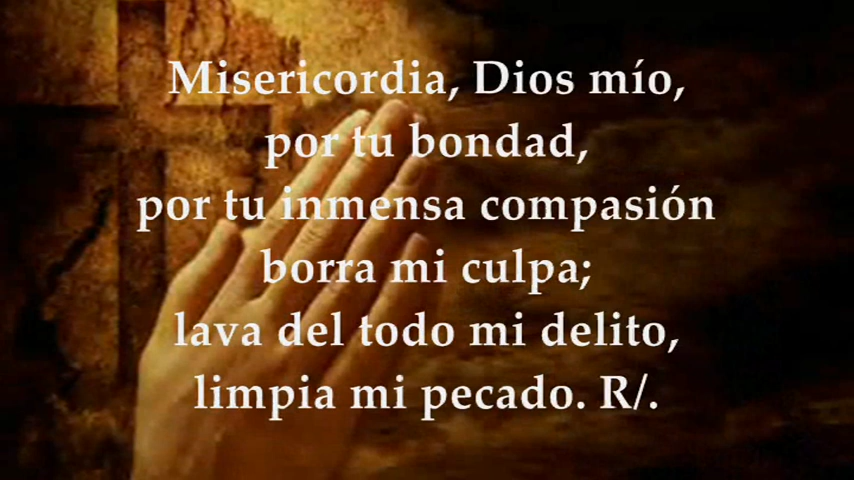 Misericordia, Dios mío,
por tu bondad,
por tu inmensa compasión
borra mi culpa;
lava del todo mi delito,
limpia mi pecado. R/.